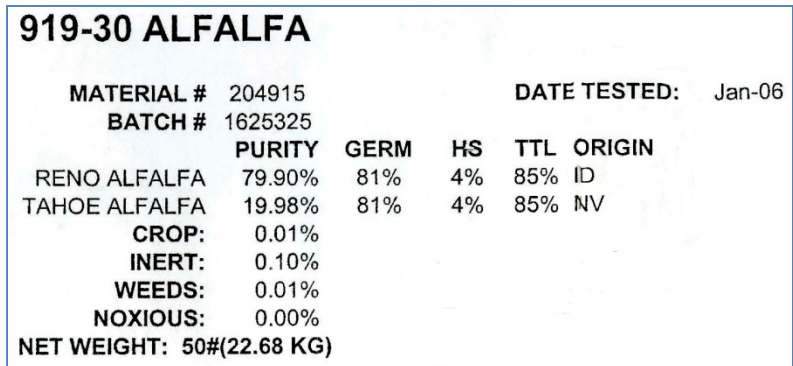 919-30 ALFALFA
MATERIAL # 204915 DATE TESTED: Jan-06
BATCH # 1625325
PURITY GERM HS TTL ORIGIN
RENO ALFALFA 79.90% 81% 4% 85% ID
TAHOE ALFALFA 19.98% 81% 4% 85% NV
CROP: 0.01%
INERT: 0.10%
WEEDS: 0.01%
NOXIOUS: 0.00%
NET WEIGHT: 50#(22.68 KG)